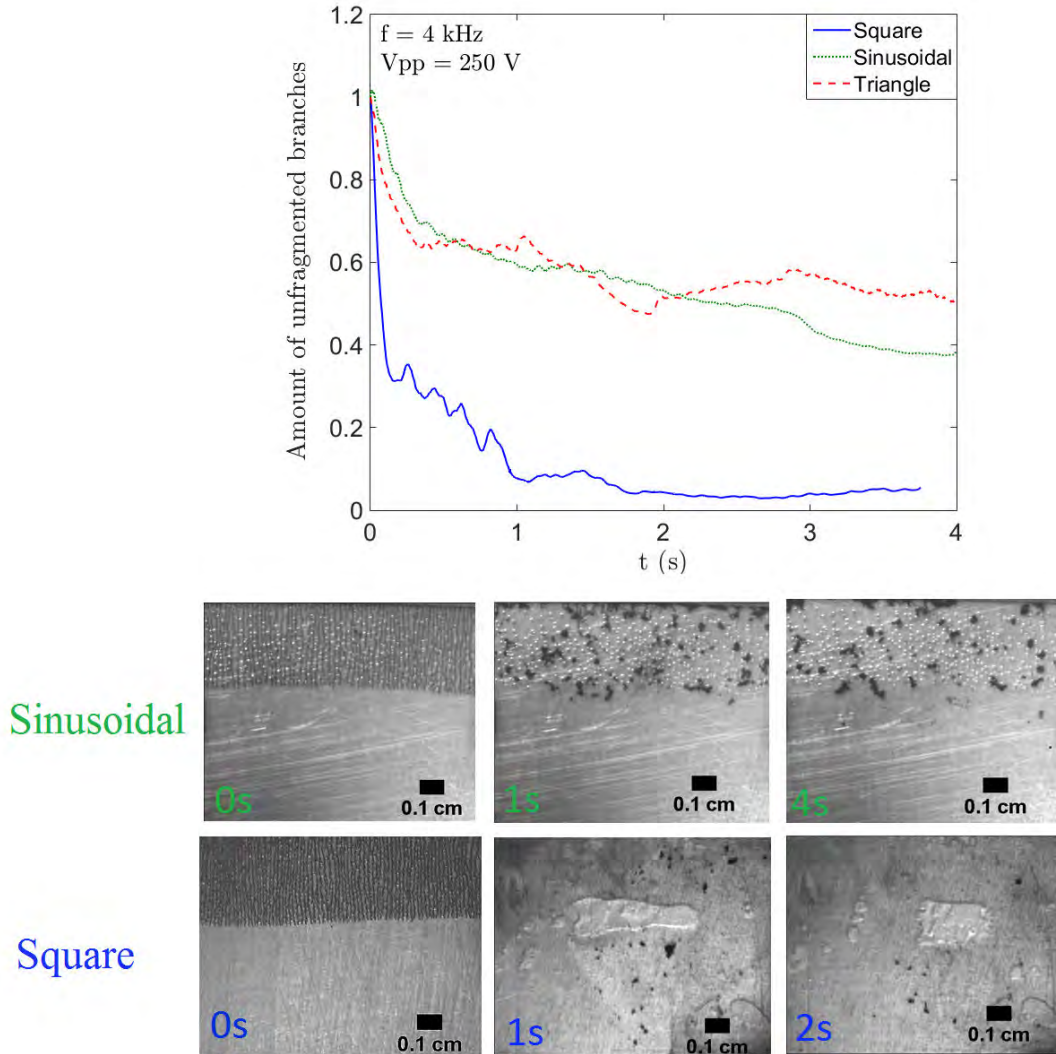 f = 4 kHz
Vpp = 250 V
Square
Sinusoidal
Triangle
Amount of unfragmented branches
1.2
1
0.8
0.6
0.4
0.2
0
0
1
2
3
4
t (s)
Sinusoidal
0s
0.1 cm
1s
0.1 cm
4s
0.1 cm
Square
0s
0.1 cm
1s
0.1 cm
2s
0.1 cm